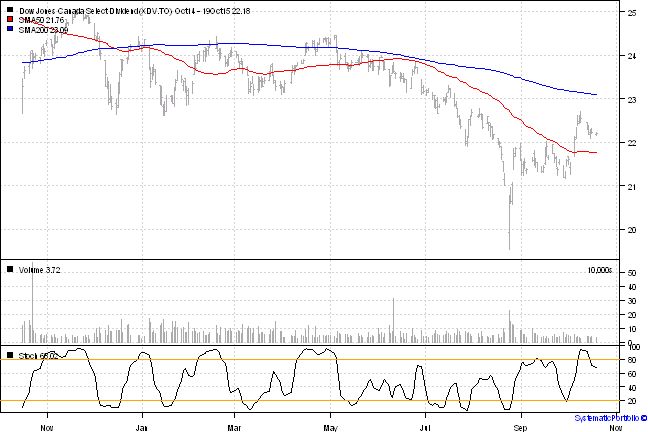 Dow Jones Canada Select Dividend (XDV.TO) Oct14 - 19Oct15 22.18
SMA50 21.76
SMA200 23.09
25
24
23
22
21
20
Volume 3.72
10,000s
50
40
30
20
10
0
Stoch
100
80
60
40
20
Nov
Jan
Mar
May
Jul
Sep
Nov
SystematicPortfolio ©